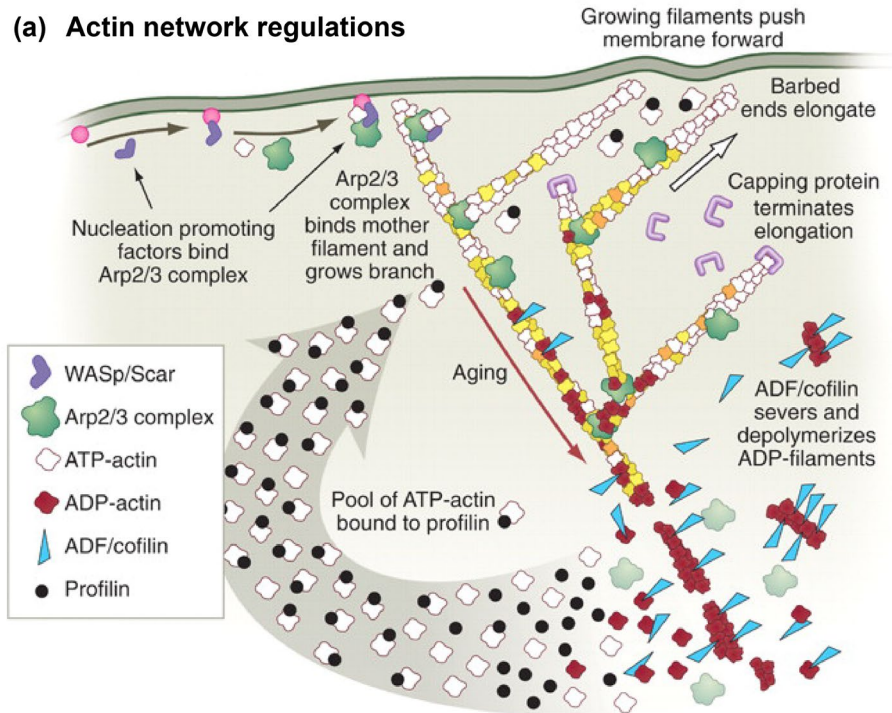 (a) Actin network regulations
Growing filaments push
membrane forward
Barbed
ends elongate
Capping protein
terminates
elongation
Arp2/3
complex
binds mother
filament and
grows branch
Nucleation promoting
factors bind
Arp2/3 complex
Aging
ADF/cofilin
severs and
depolymerizes
ADP-filaments
Pool of ATP-actin
bound to profilin
WASp/Scar
Arp2/3 complex
ATP-actin
ADP-actin
ADF/cofilin
Profilin